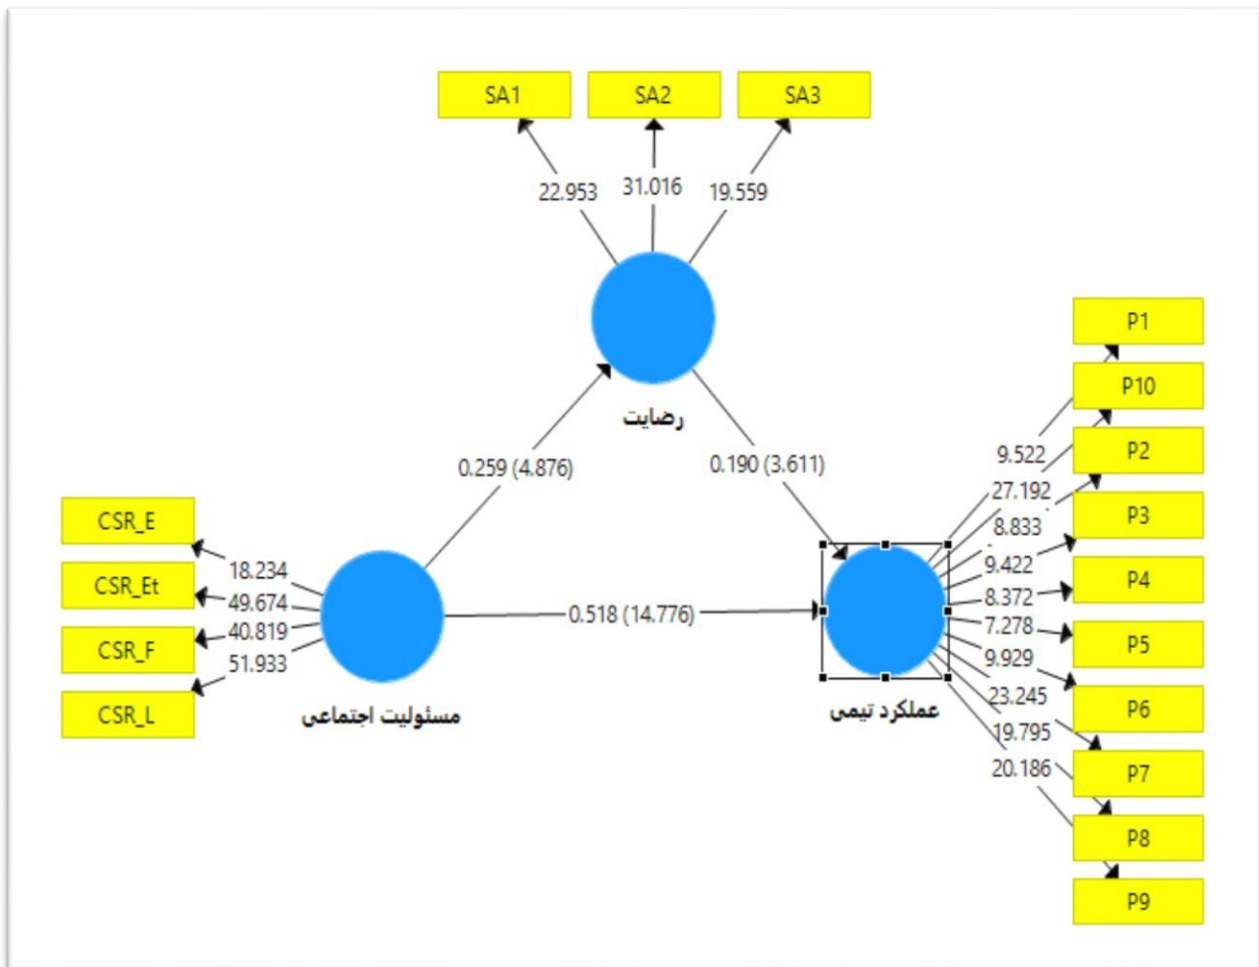 SA1
SA2
SA3
22.953
31.016
19.559
رضایت
0.259 (4.876)
0.190 (3.611)
CSR_E
CSR_Et
CSR_F
CSR_L
18.234
49.674
40.819
51.933
مسئولیت اجتماعی
0.518 (14.776)
عملکرد تیمی
9.522
27.192
8.833
9.422
8.372
7.278
9.929
23.245
19.795
20.186
P1
P10
P2
P3
P4
P5
P6
P7
P8
P9